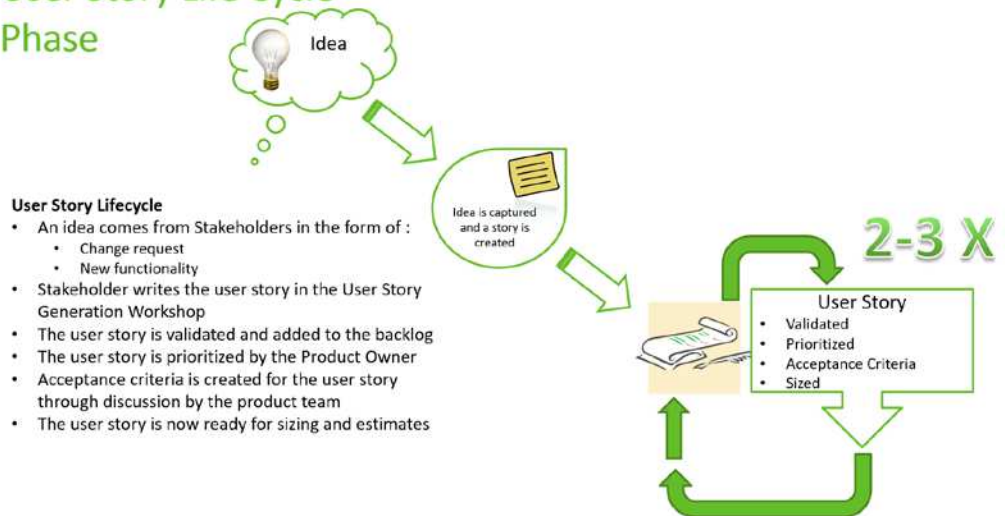 User Story Life Cycle
Phase
Idea
Idea is captured
and a story is
created
User Story Lifecycle
• An idea comes from Stakeholders in the form of :
• Change request
• New functionality
• Stakeholder writes the user story in the User Story
Generation Workshop
• The user story is validated and added to the backlog
• The user story is prioritized by the Product Owner
• Acceptance criteria is created for the user story
through discussion by the product team
• The user story is now ready for sizing and estimates
2-3 X
User Story
• Validated
• Prioritized
• Acceptance Criteria
• Sized